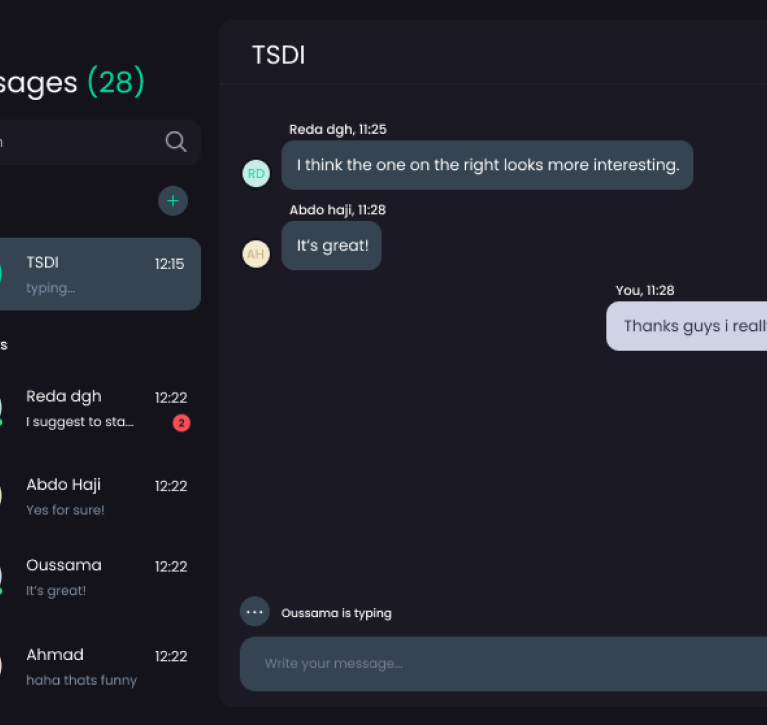 sages (28)
TSDI 12:15
typing...
Reda dgh 12:22
I suggest to sta... 2
Abdo Haji 12:22
Yes for sure!
Oussama 12:22
It's great!
Ahmad 12:22
haha thats funny
TSDI
Reda dgh, 11:25
RD I think the one on the right looks more interesting.
Abdo haji, 11:28
AH It's great!
You, 11:28
Thanks guys i reall
Oussama is typing
Write your message...